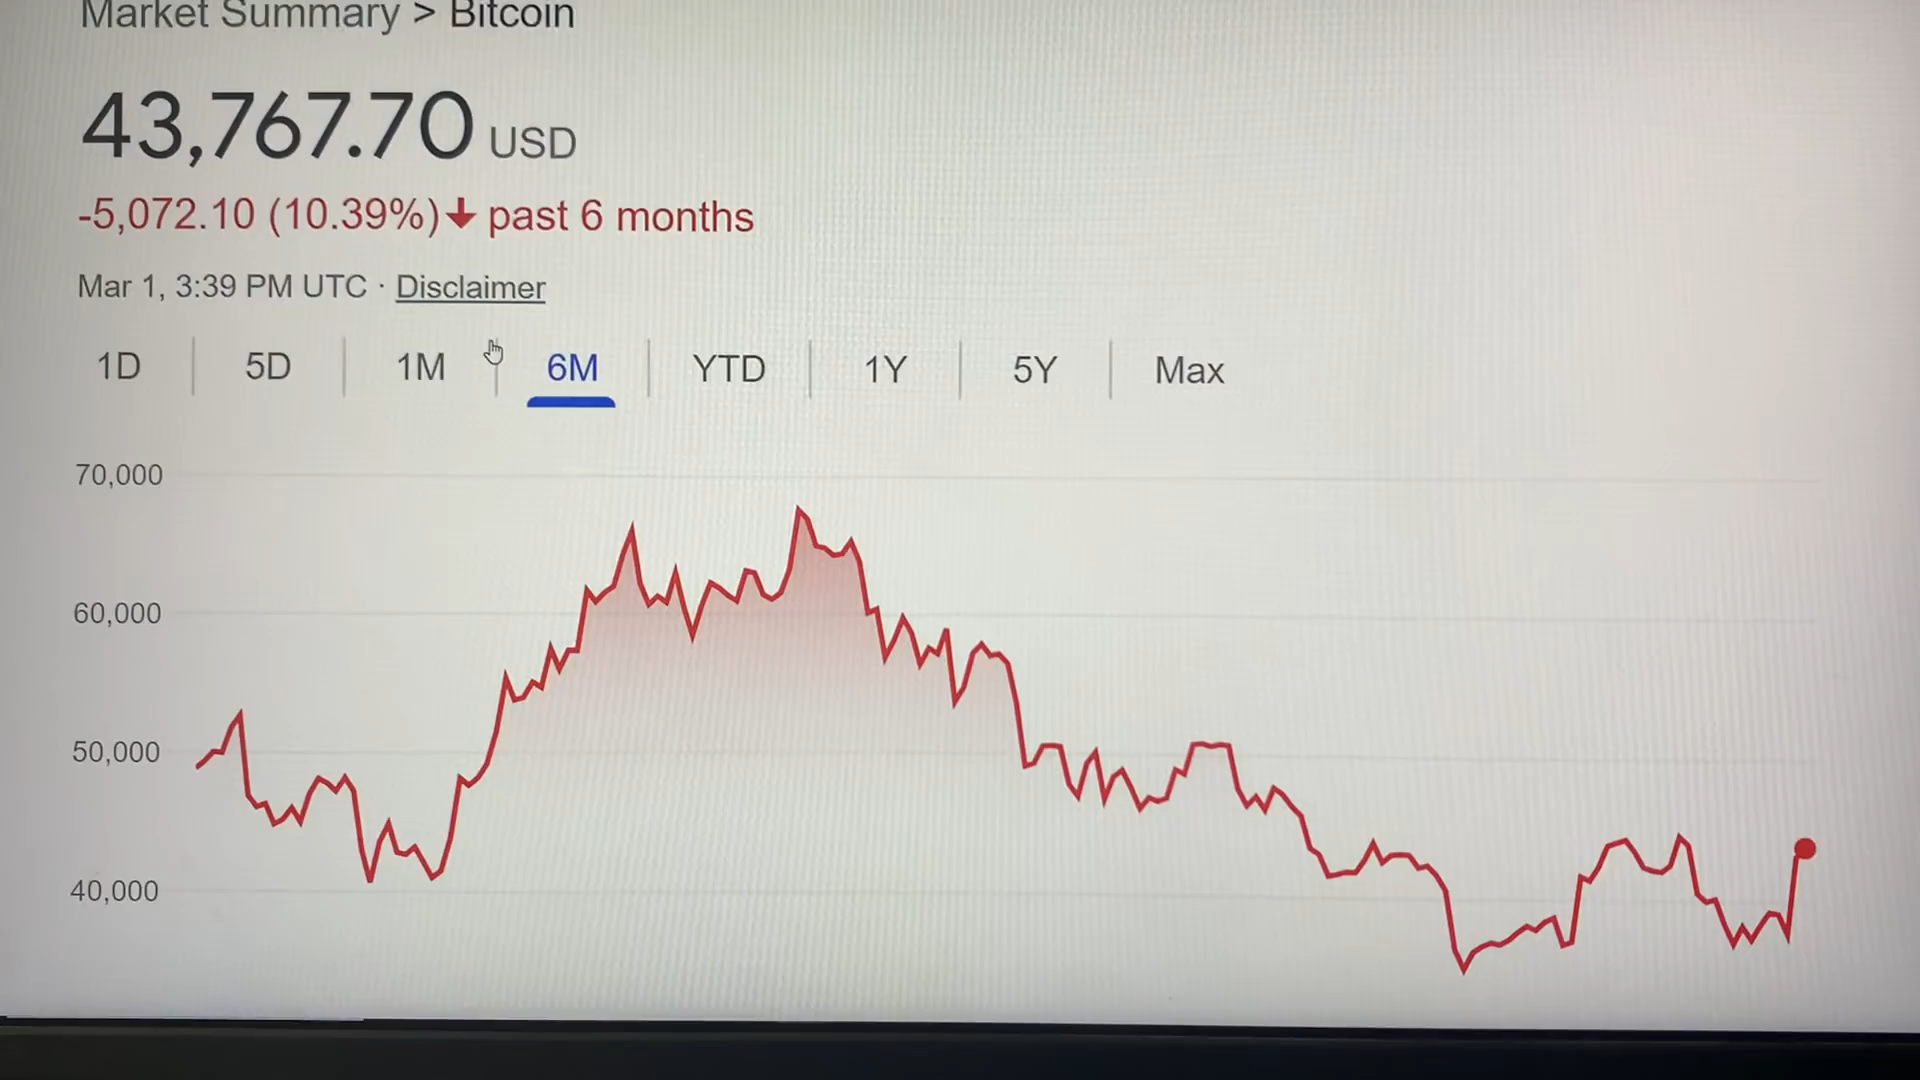 Market Summary > Bitcoin
43,767.70 USD
-5,072.10 (10.39%) past 6 months
Mar 1, 3:39 PM UTC · Disclaimer
1D 5D 1M 6M YTD 1Y 5Y Max
70,000
60,000
50,000
40,000